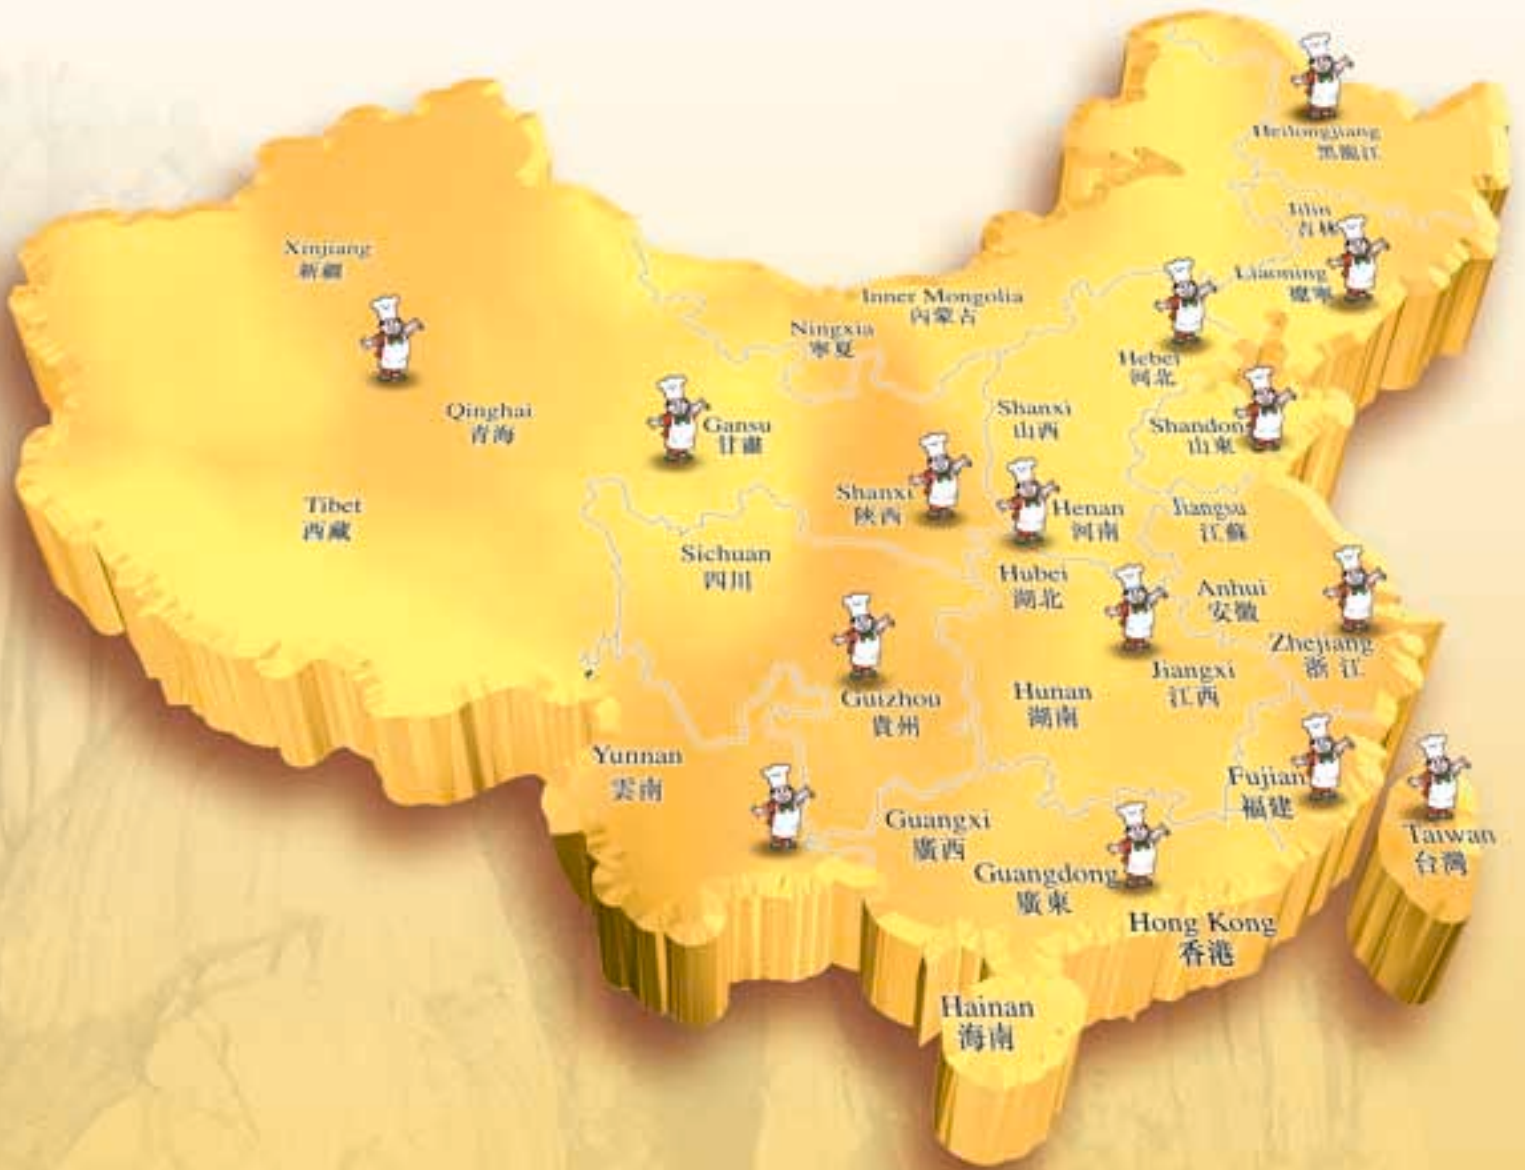 Heilongjiang
黑龍江
Jilin
吉林
Xinjiang
新疆
Liaoning
遼寧
Inner Mongolia
內蒙古
Ningxia
寧夏
Hebei
河北
Qinghai
青海
Gansu
甘肅
Shanxi
山西
Shandon
山東
Tibet
西藏
Shanxi
陝西
Henan
河南
Jiangsu
江蘇
Sichuan
四川
Hubei
湖北
Anhui
安徽
Zhejiang
浙江
Jiangxi
江西
Hunan
湖南
Guizhou
貴州
Yunnan
雲南
Fujian
福建
Guangxi
廣西
Taiwan
台灣
Guangdong
廣東
Hong Kong
香港
Hainan
海南